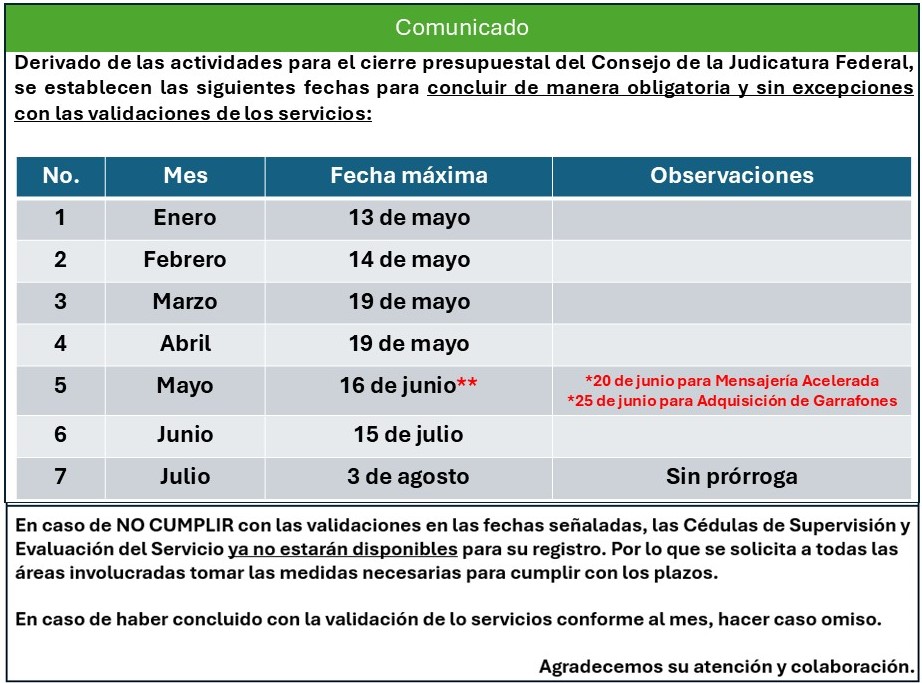 Comunicado
Derivado de las actividades para el cierre presupuestal del Consejo de la Judicatura Federal,
se establecen las siguientes fechas para concluir de manera obligatoria y sin excepciones
con las validaciones de los servicios:
No. Mes Fecha máxima Observaciones
1 Enero 13 de mayo
2 Febrero 14 de mayo
3 Marzo 19 de mayo
4 Abril 19 de mayo
5 Mayo 16 de junio** *20 de junio para Mensajería Acelerada
*25 de junio para Adquisición de Garrafones
6 Junio 15 de julio
7 Julio 3 de agosto Sin prórroga
En caso de NO CUMPLIR con las validaciones en las fechas señaladas, las Cédulas de Supervisión y
Evaluación del Servicio ya no estarán disponibles para su registro. Por lo que se solicita a todas las
áreas involucradas tomar las medidas necesarias para cumplir con los plazos.
En caso de haber concluido con la validación de lo servicios conforme al mes, hacer caso omiso.
Agradecemos su atención y colaboración.